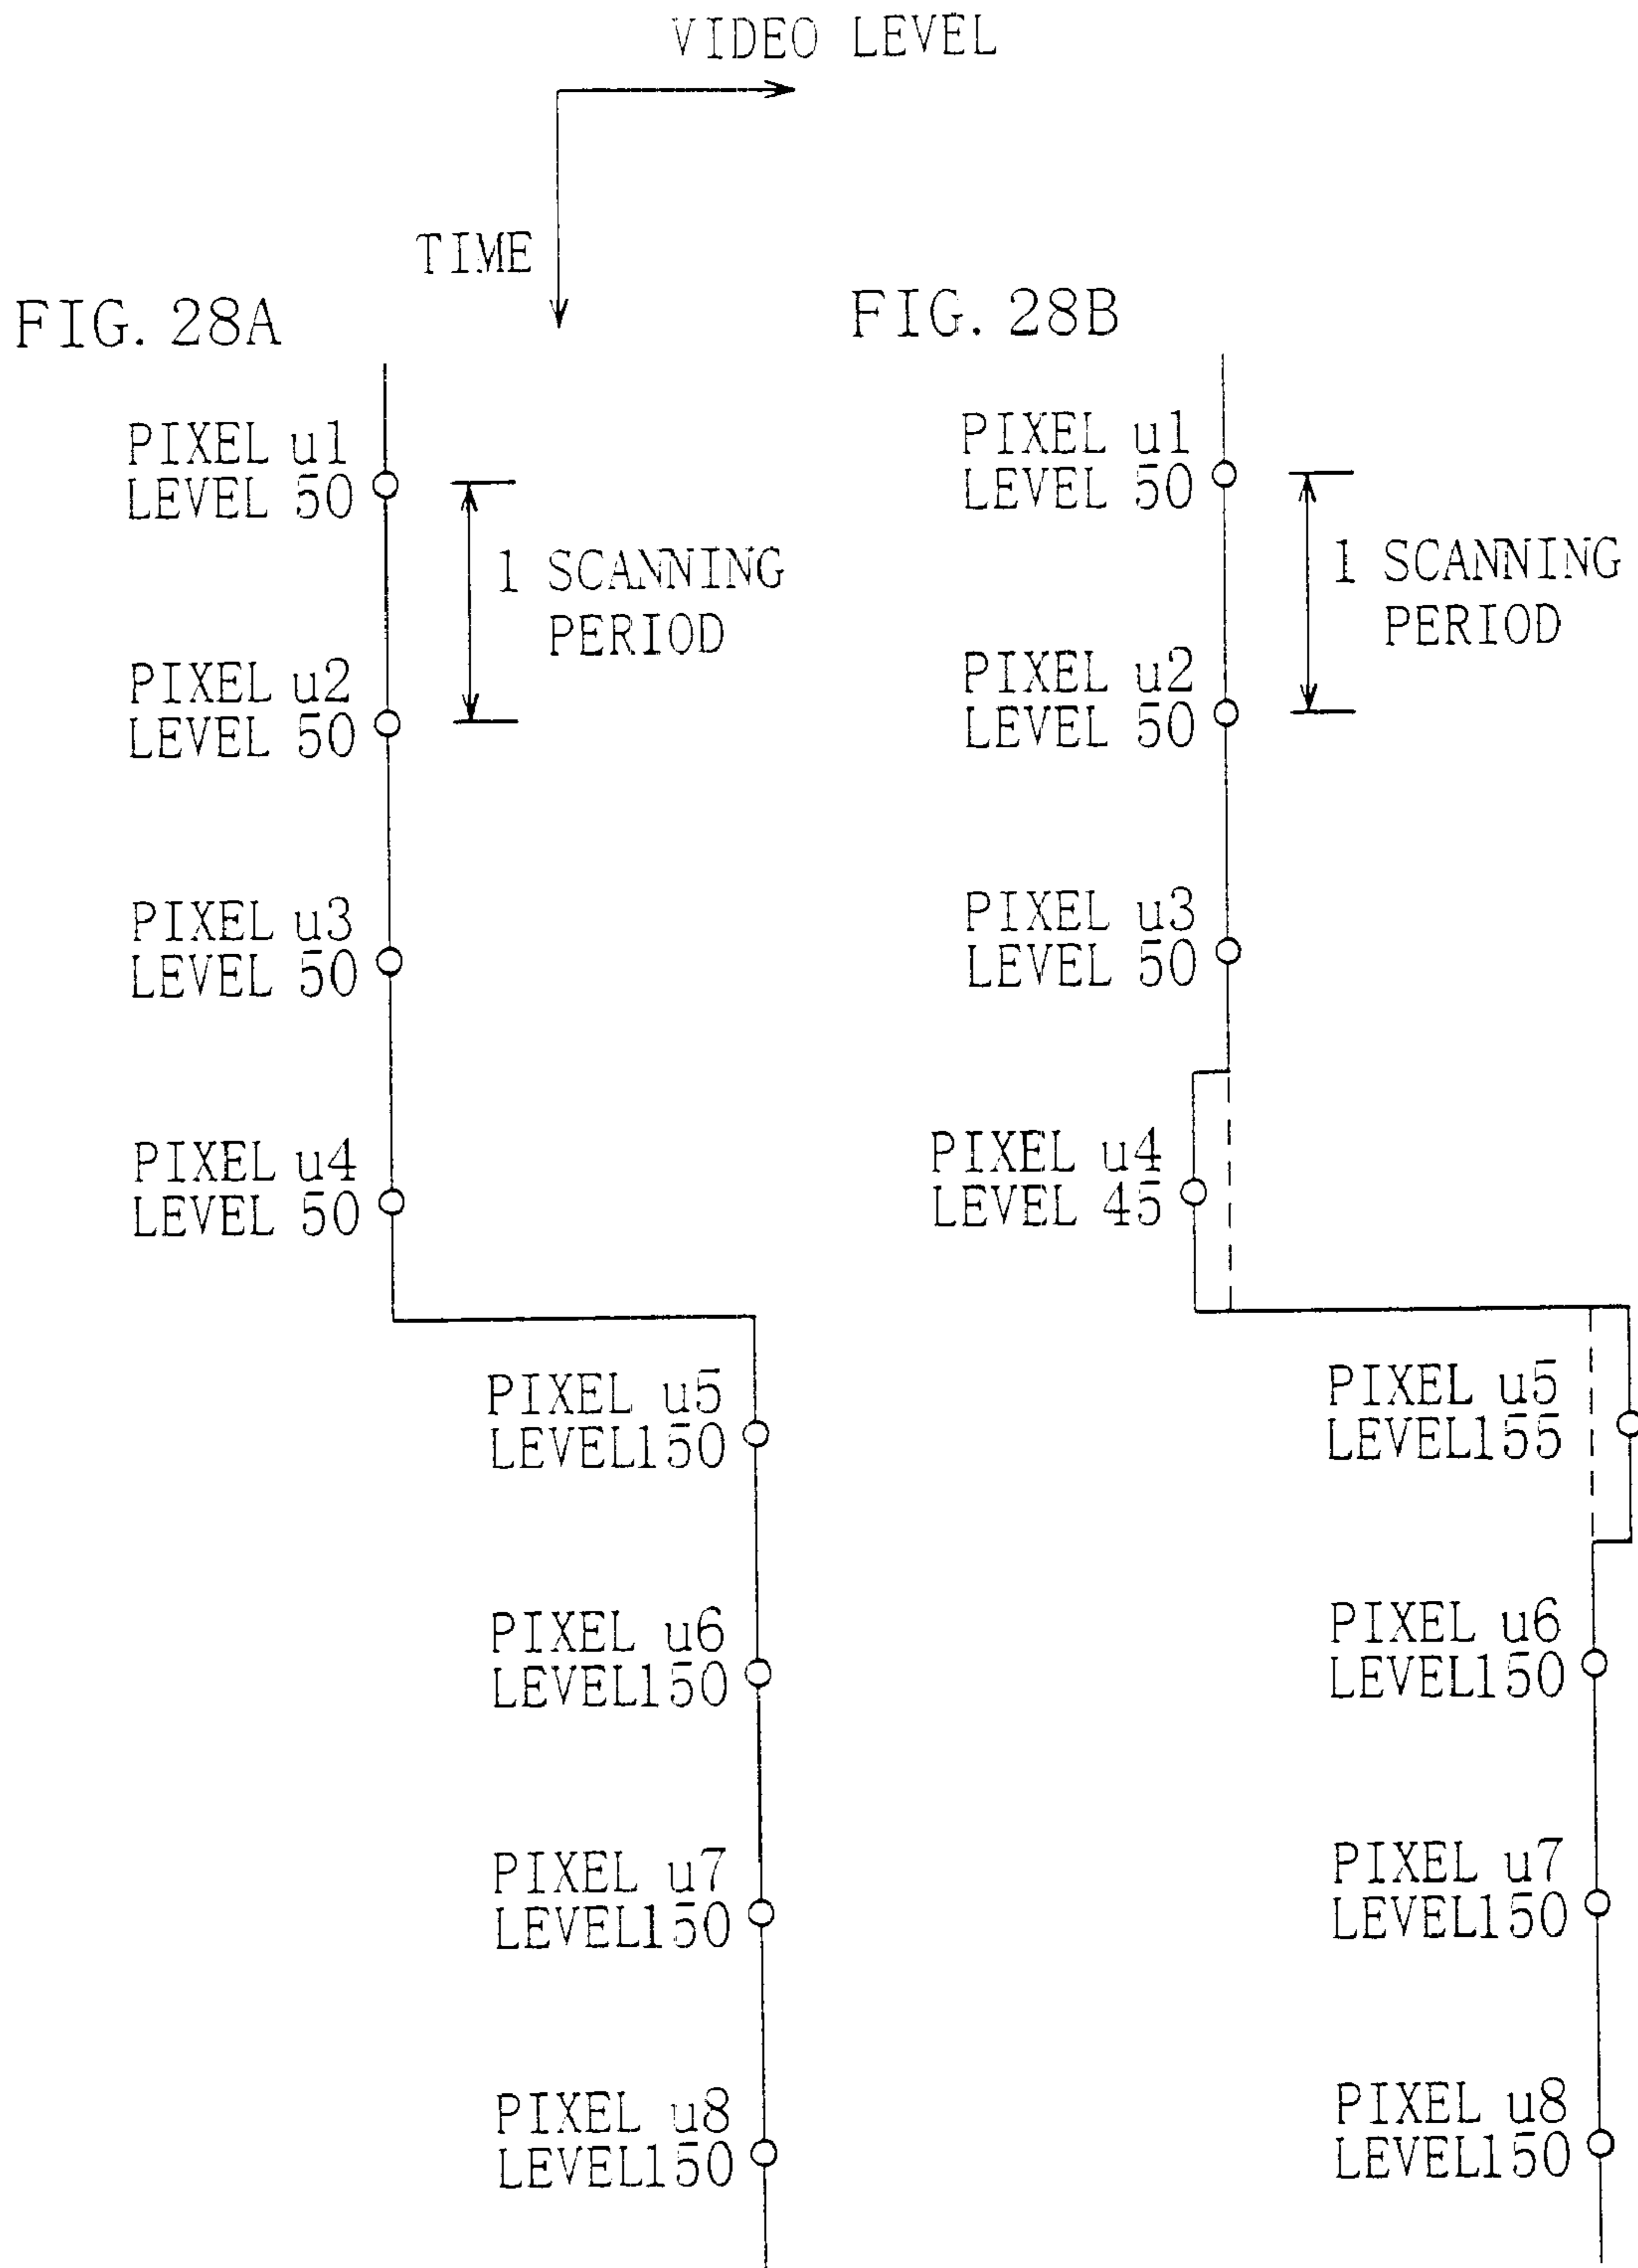 VIDEO LEVEL
TIME
FIG. 28A
PIXEL u1
LEVEL 50
1 SCANNING
PERIOD
PIXEL u2
LEVEL 50
PIXEL u3
LEVEL 50
PIXEL u4
LEVEL 50
PIXEL u5
LEVEL150
PIXEL u6
LEVEL150
PIXEL u7
LEVEL150
PIXEL u8
LEVEL150
FIG. 28B
PIXEL u1
LEVEL 50
1 SCANNING
PERIOD
PIXEL u2
LEVEL 50
PIXEL u3
LEVEL 50
PIXEL u4
LEVEL 45
PIXEL u5
LEVEL155
PIXEL u6
LEVEL150
PIXEL u7
LEVEL150
PIXEL u8
LEVEL150